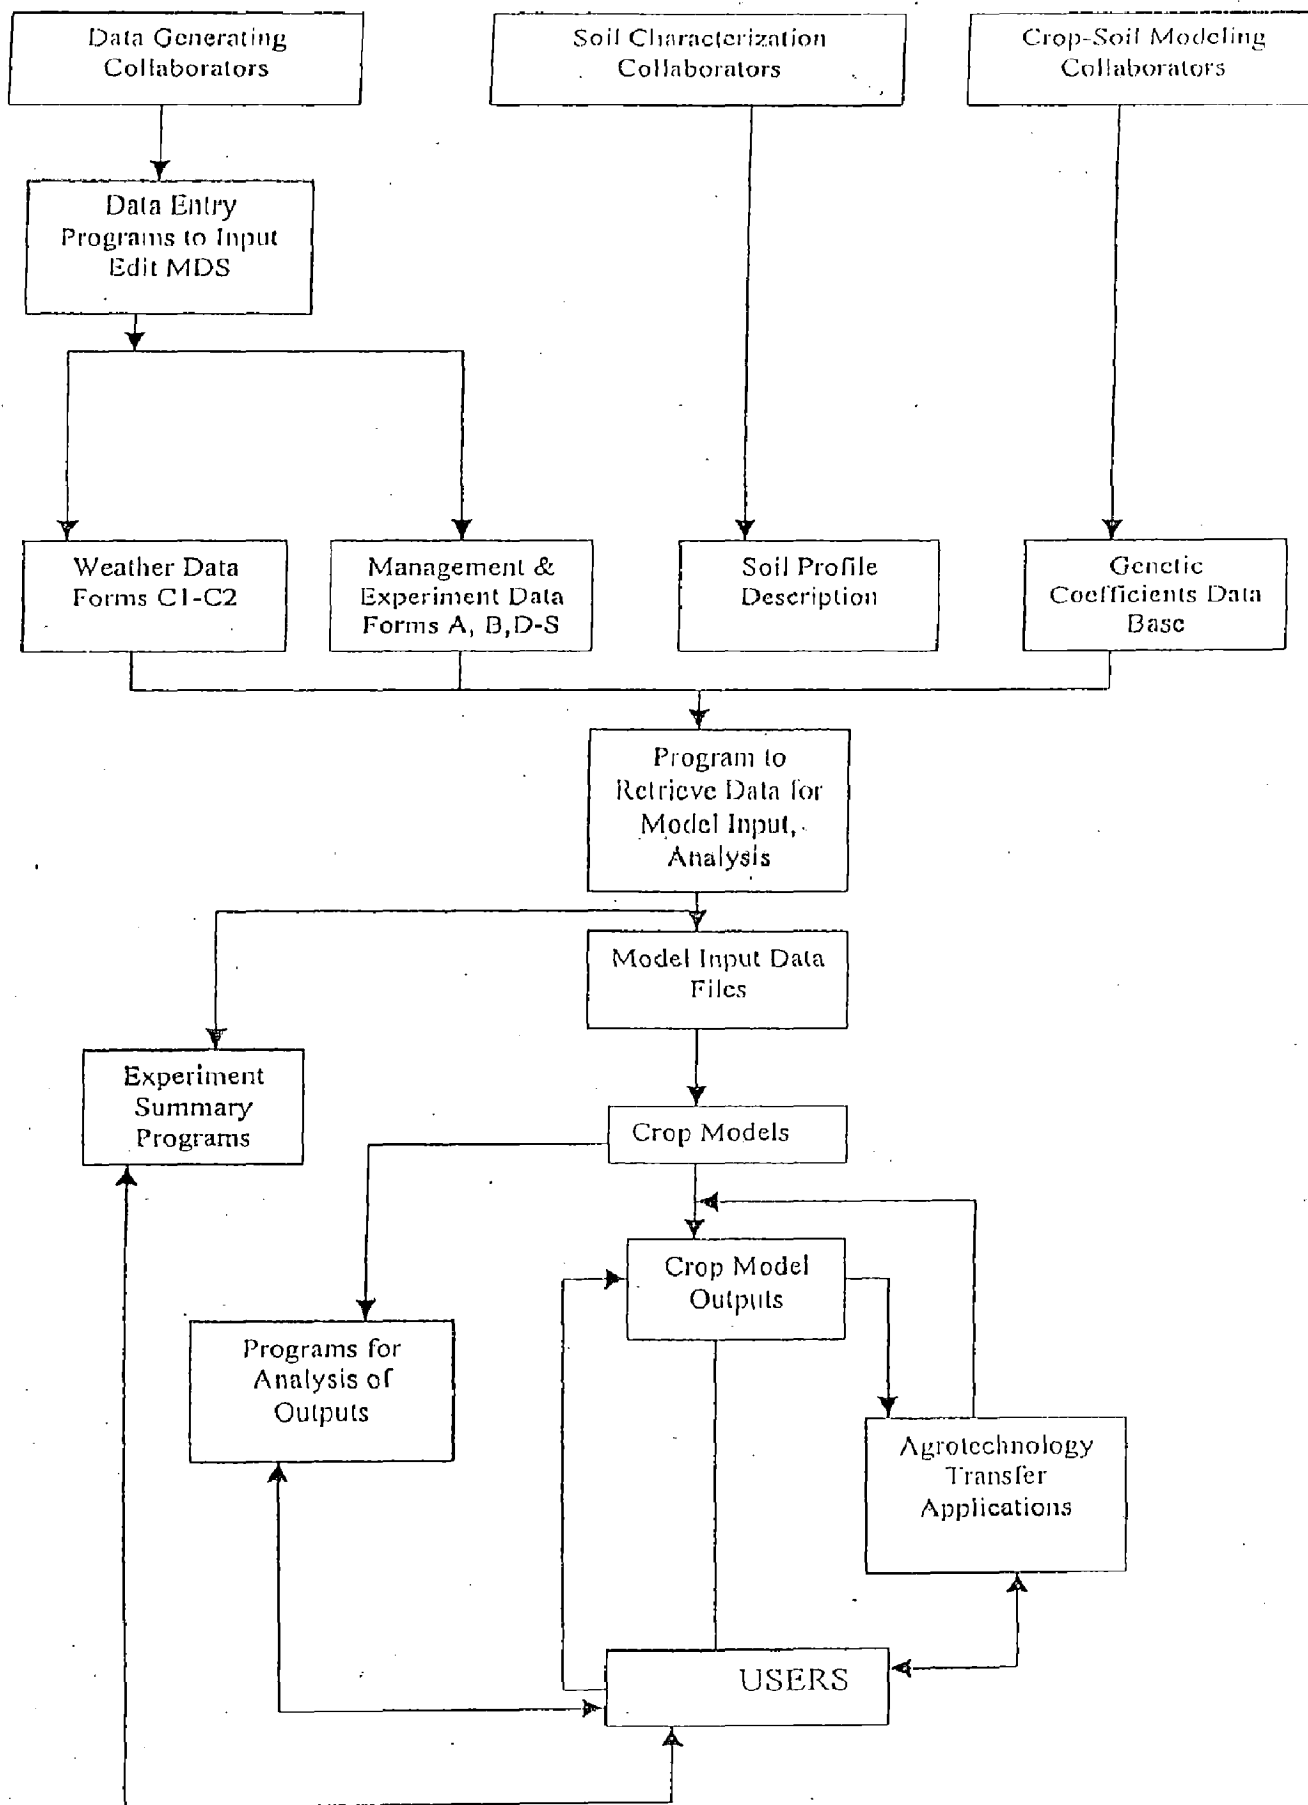 Data Generating
Collaborators
Soil Characterization
Collaborators
Crop-Soil Modeling
Collaborators
Data Entry
Programs to Input
Edit MDS
Weather Data
Forms C1-C2
Management &
Experiment Data
Forms A, B,D-S
Soil Profile
Description
Genetic
Coefficients Data
Base
Program to
Retrieve Data for
Model Input,
Analysis
Model Input Data
Files
Experiment
Summary
Programs
Crop Models
Crop Model
Outputs
Programs for
Analysis of
Outputs
Agrotechnology
Transfer
Applications
USERS